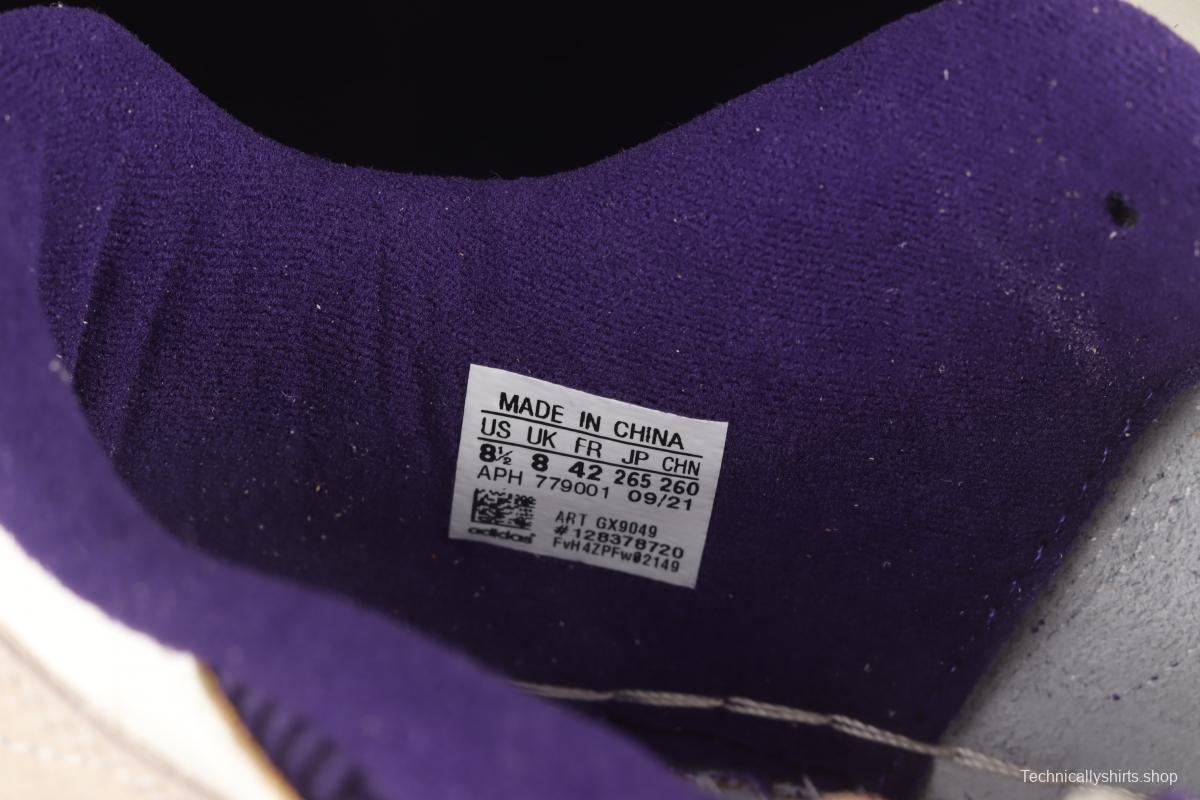 MADE IN CHINA
US UK FR JP CHN
8½ 8 42 265 260
APH 779001 09/21
ART GX9049
#128378720
adidas FvH4ZPFw02149
Technicallyshirts.shop